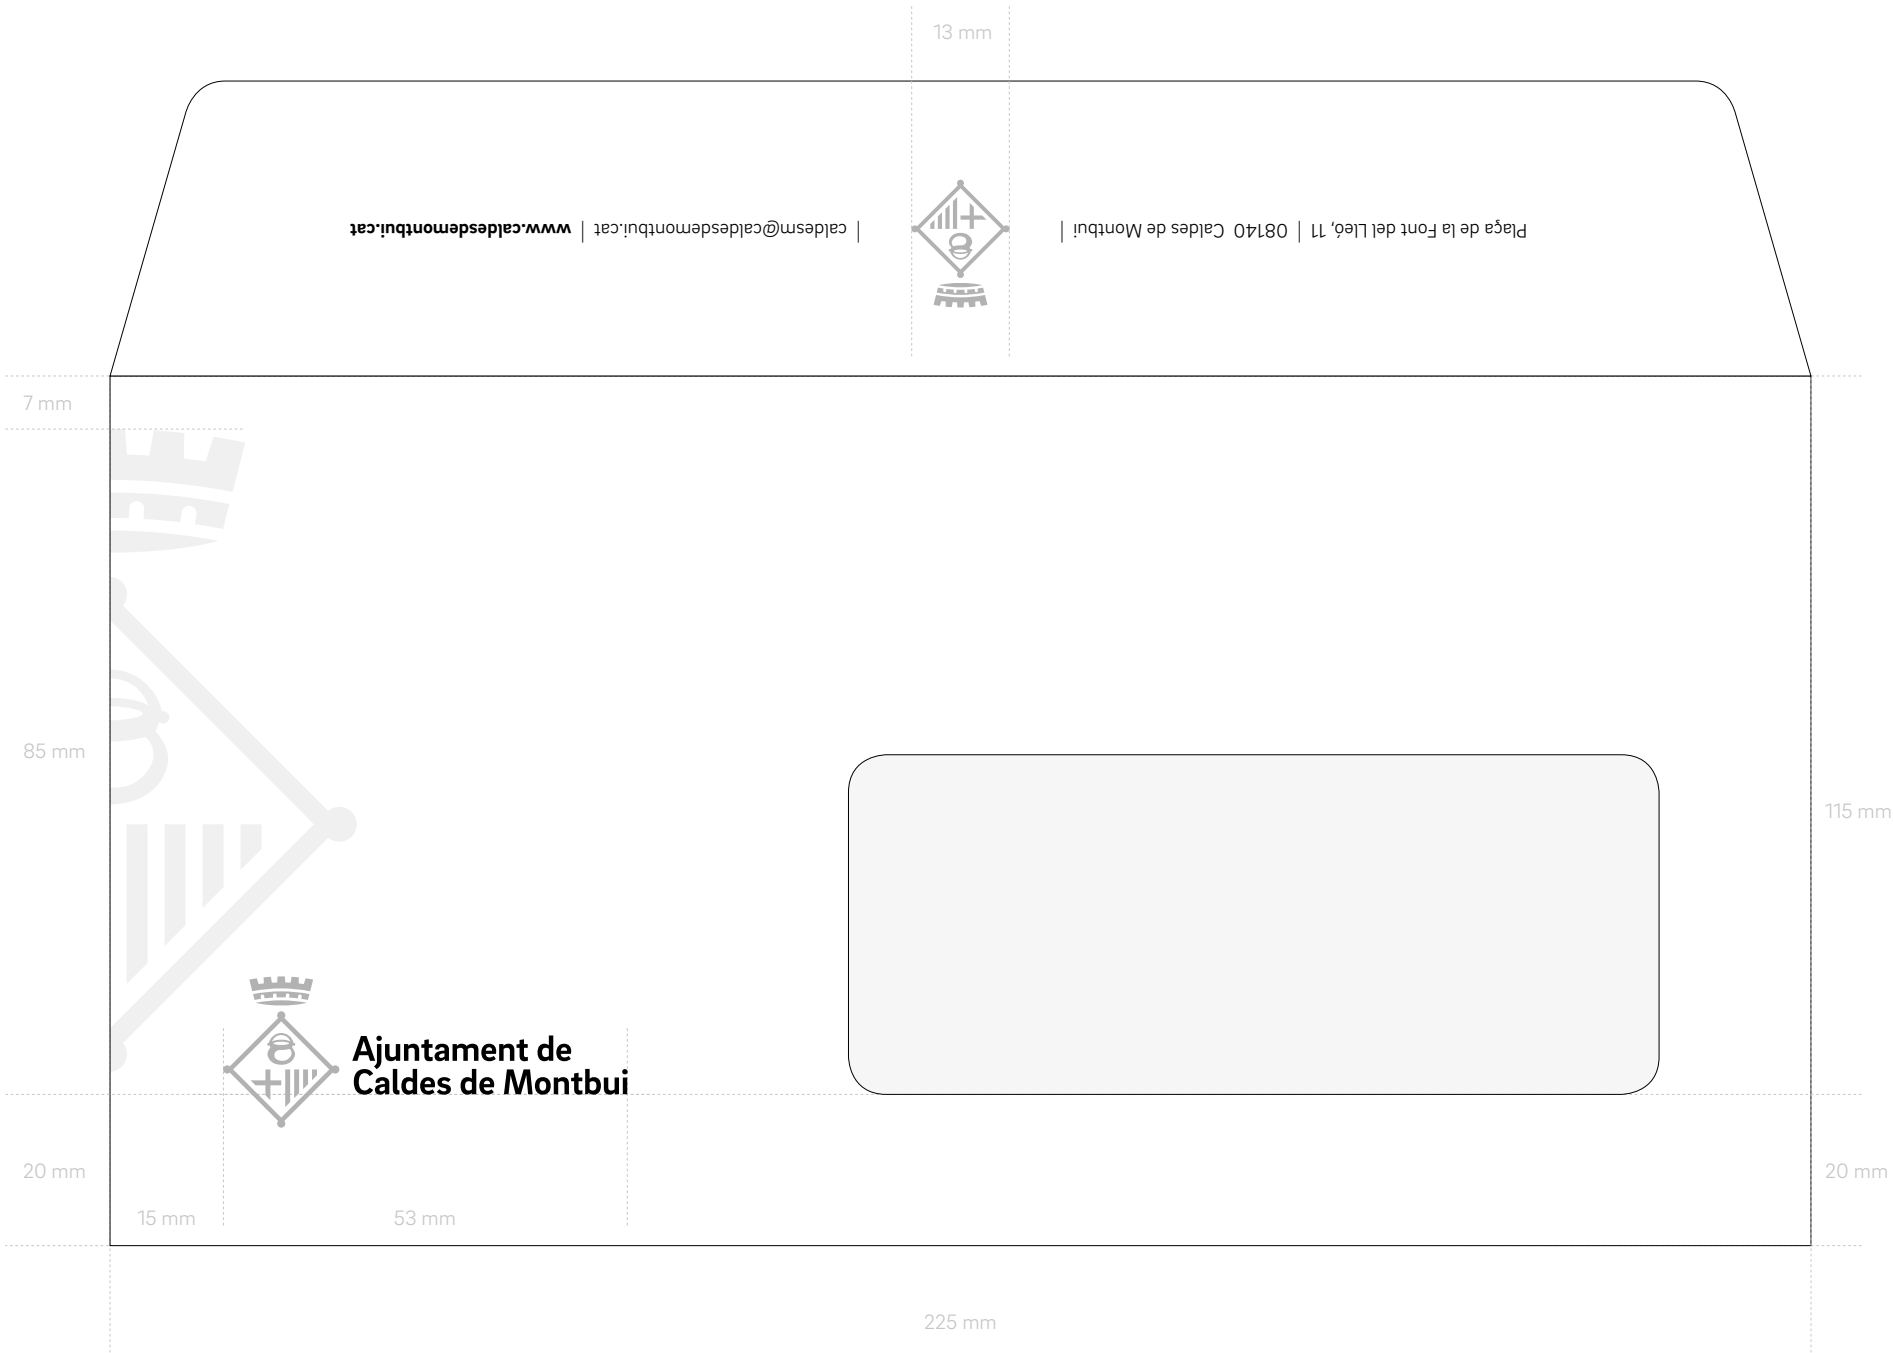 13 mm
Plaça de la Font del Lleó, 11 | 08140 Caldes de Montbui |
| caldesm@caldesdemontbui.cat | www.caldesdemontbui.cat
7 mm
85 mm
115 mm
Ajuntament de
Caldes de Montbui
20 mm
20 mm
15 mm
53 mm
225 mm